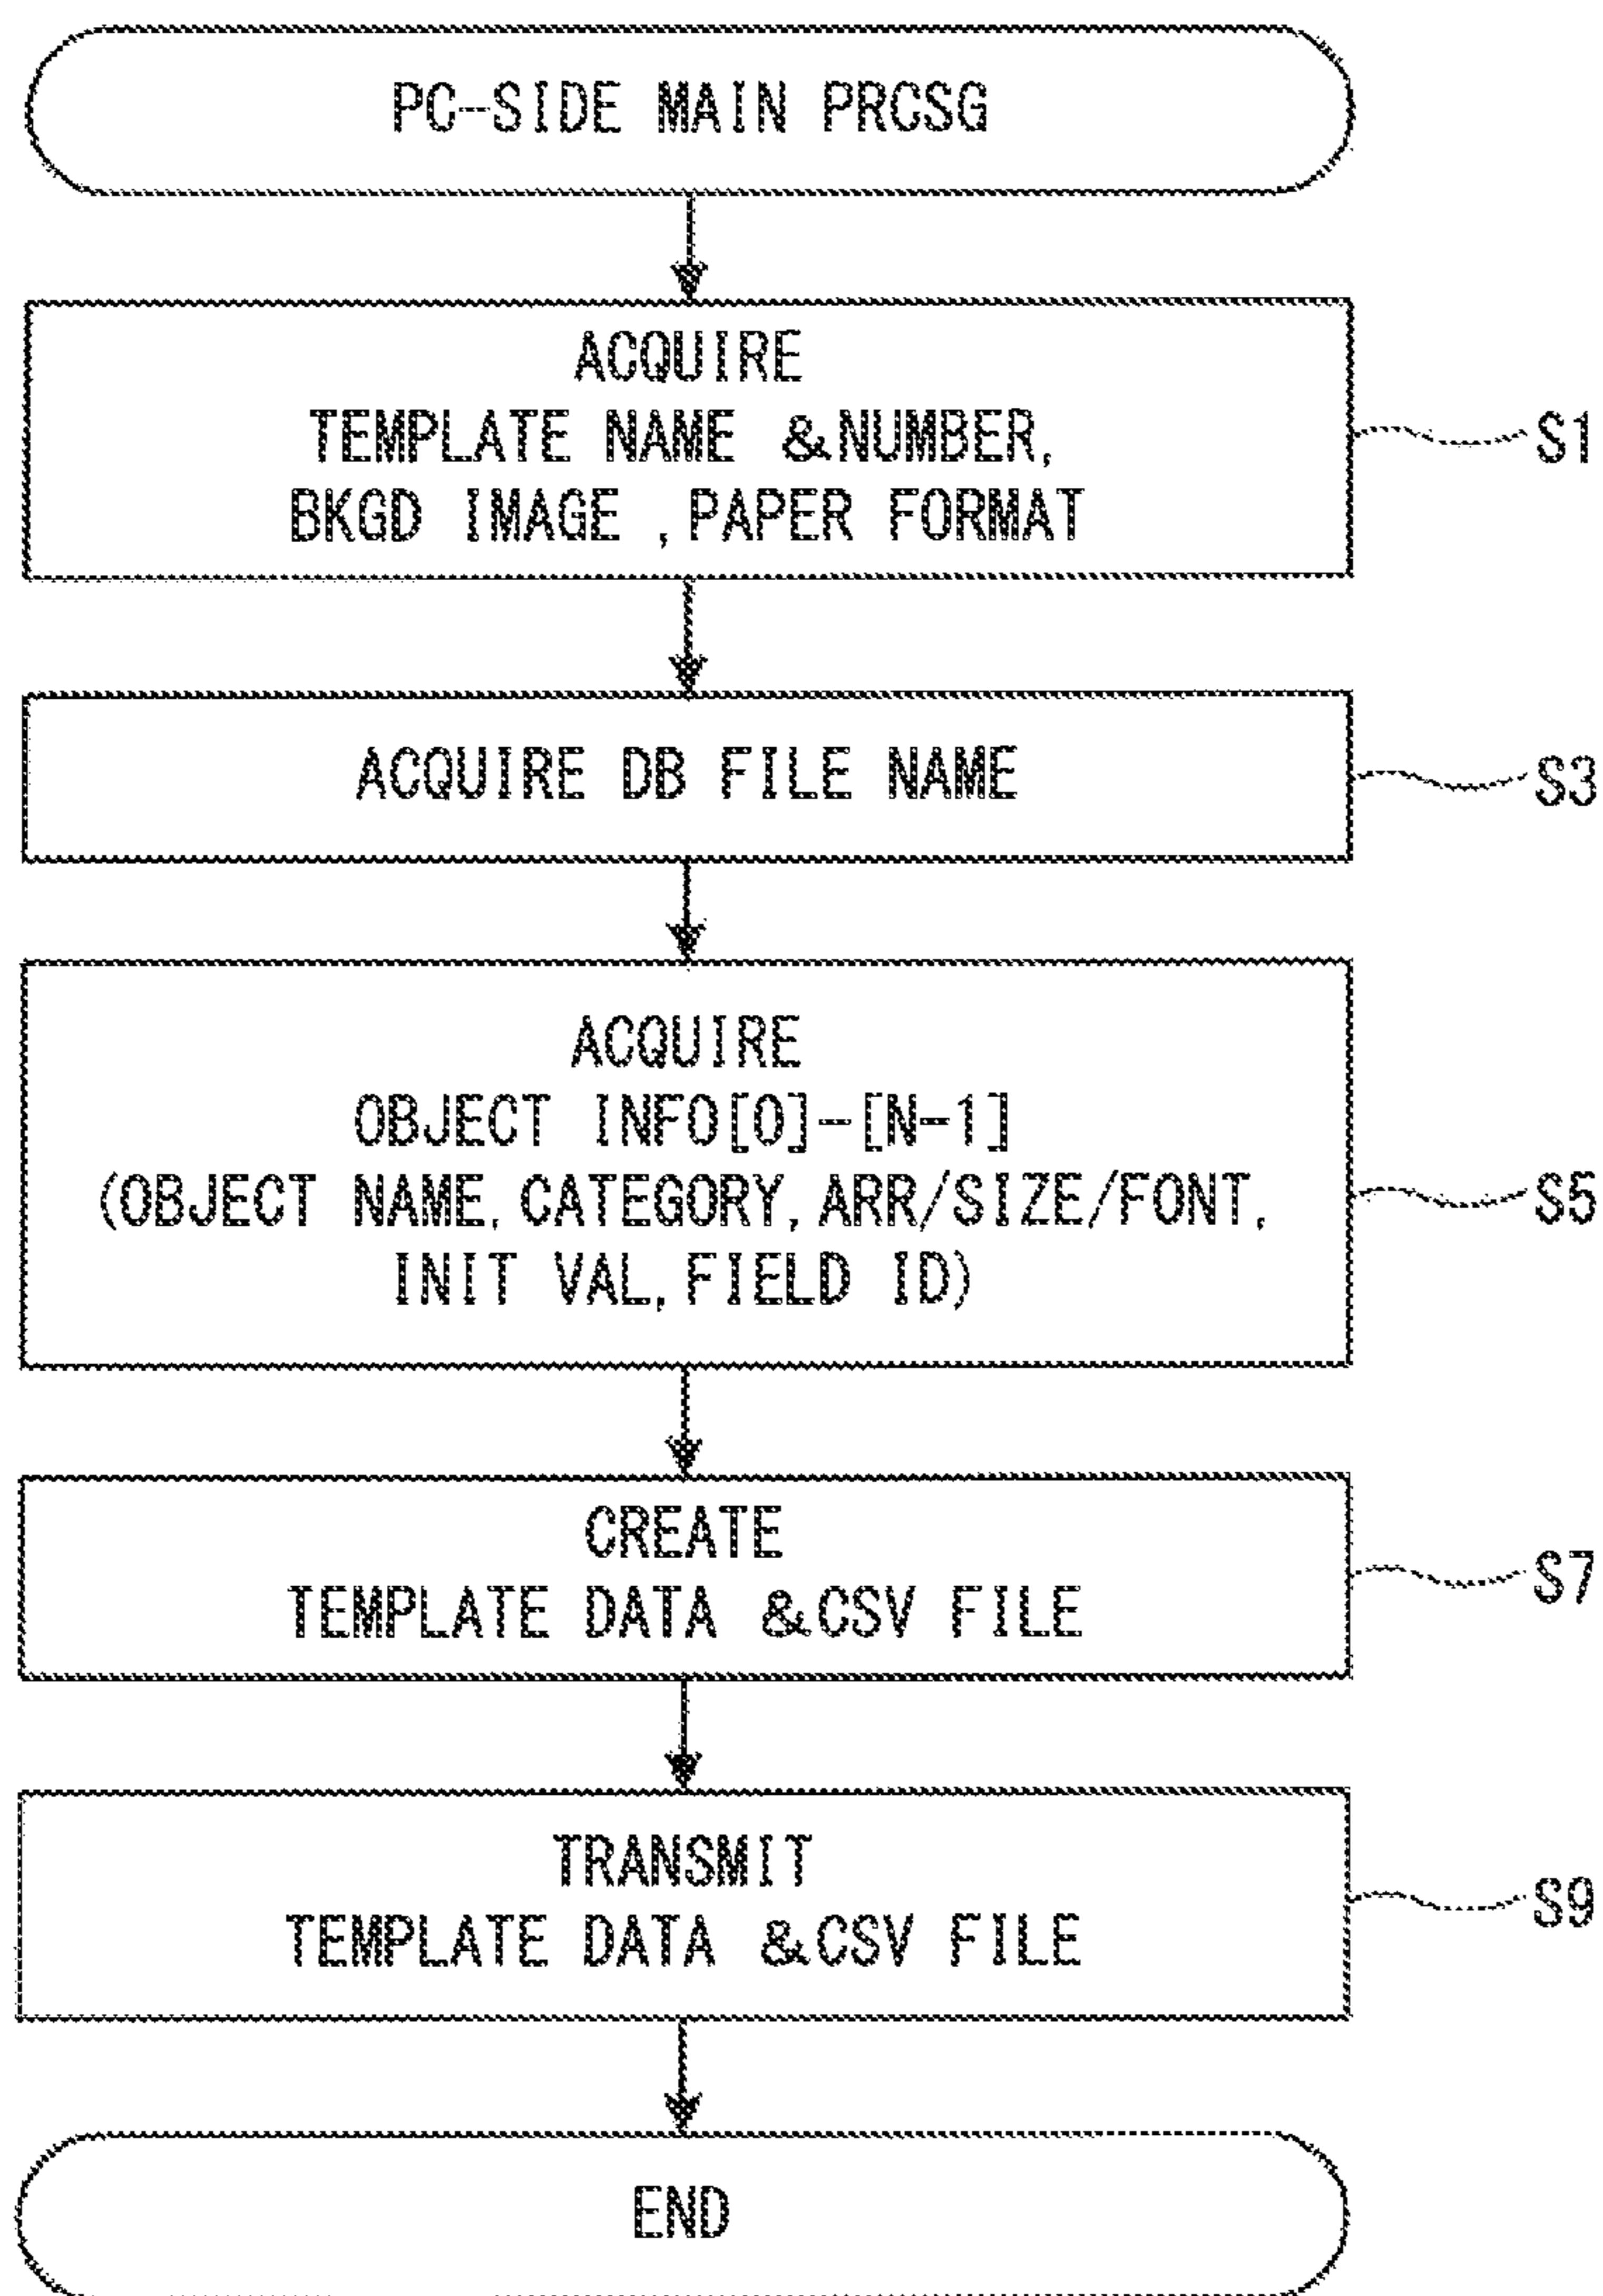 PC-SIDE MAIN PRCSG
ACQUIRE
TEMPLATE NAME &NUMBER,
BKGD IMAGE ,PAPER FORMAT
S1
ACQUIRE DB FILE NAME
S3
ACQUIRE
OBJECT INFO[0]-[N-1]
(OBJECT NAME, CATEGORY, ARR/SIZE/FONT,
INIT VAL, FIELD ID)
S5
CREATE
TEMPLATE DATA &CSV FILE
S7
TRANSMIT
TEMPLATE DATA &CSV FILE
S9
END